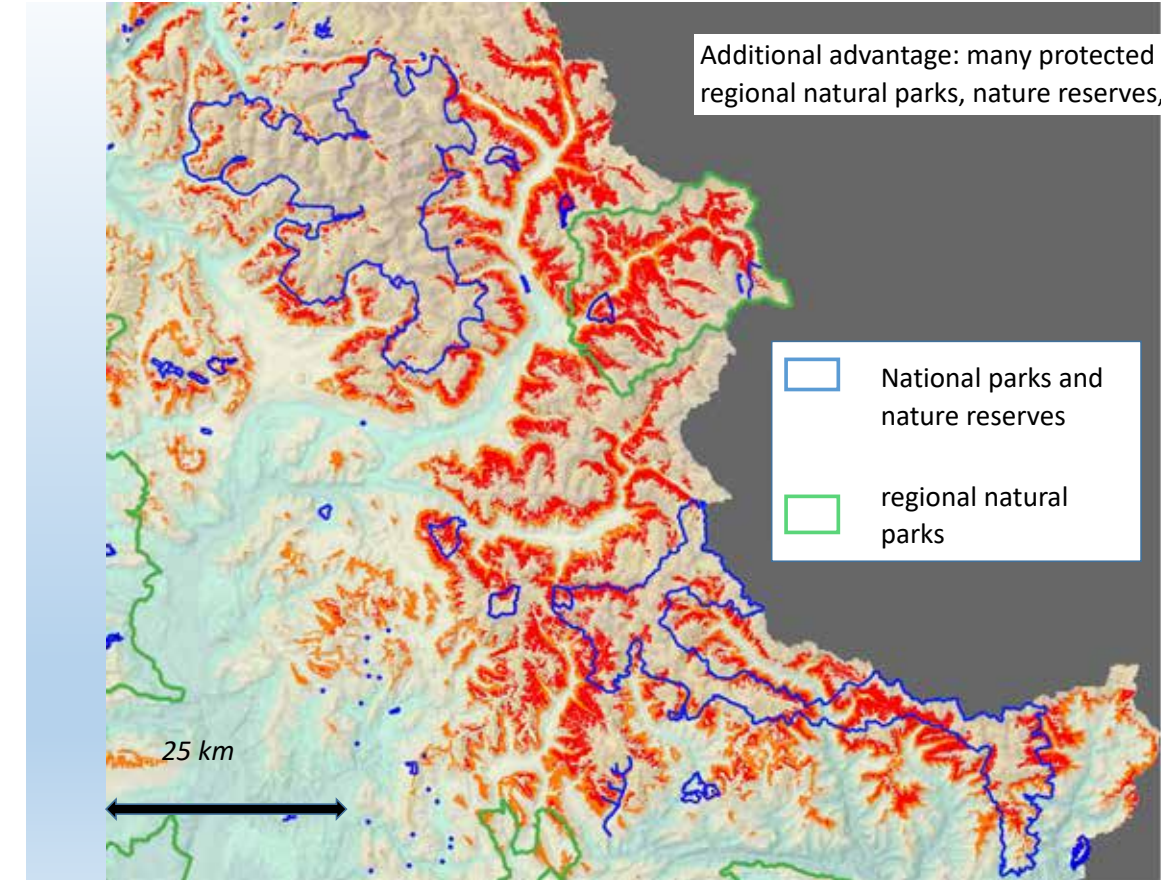 Additional advantage: many protected
regional natural parks, nature reserves,
National parks and
nature reserves
regional natural
parks
25 km